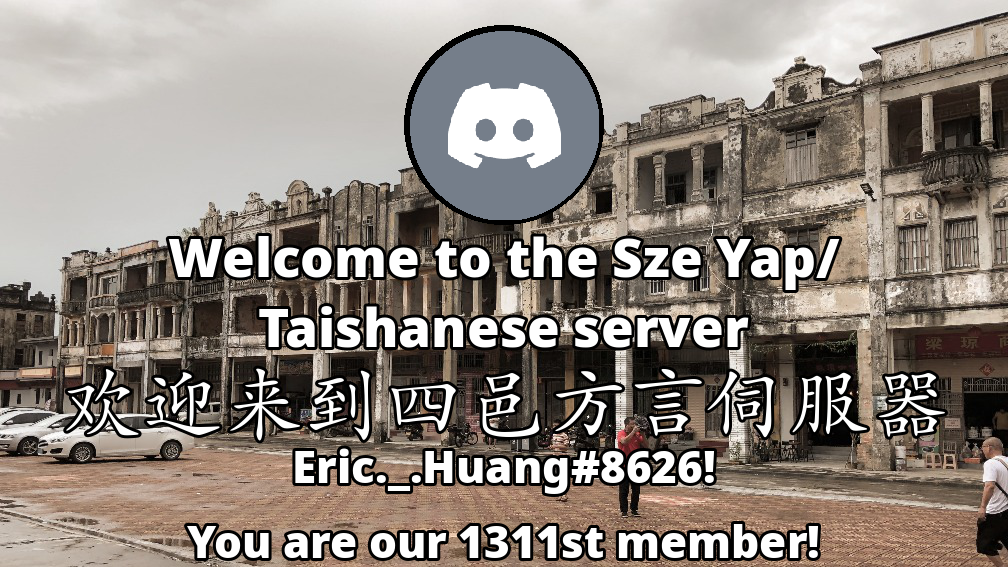 Welcome to the Sze Yap/
Taishanese server
欢迎来到四邑方言伺服器
Eric._.Huang#8626!
You are our 1311st member!